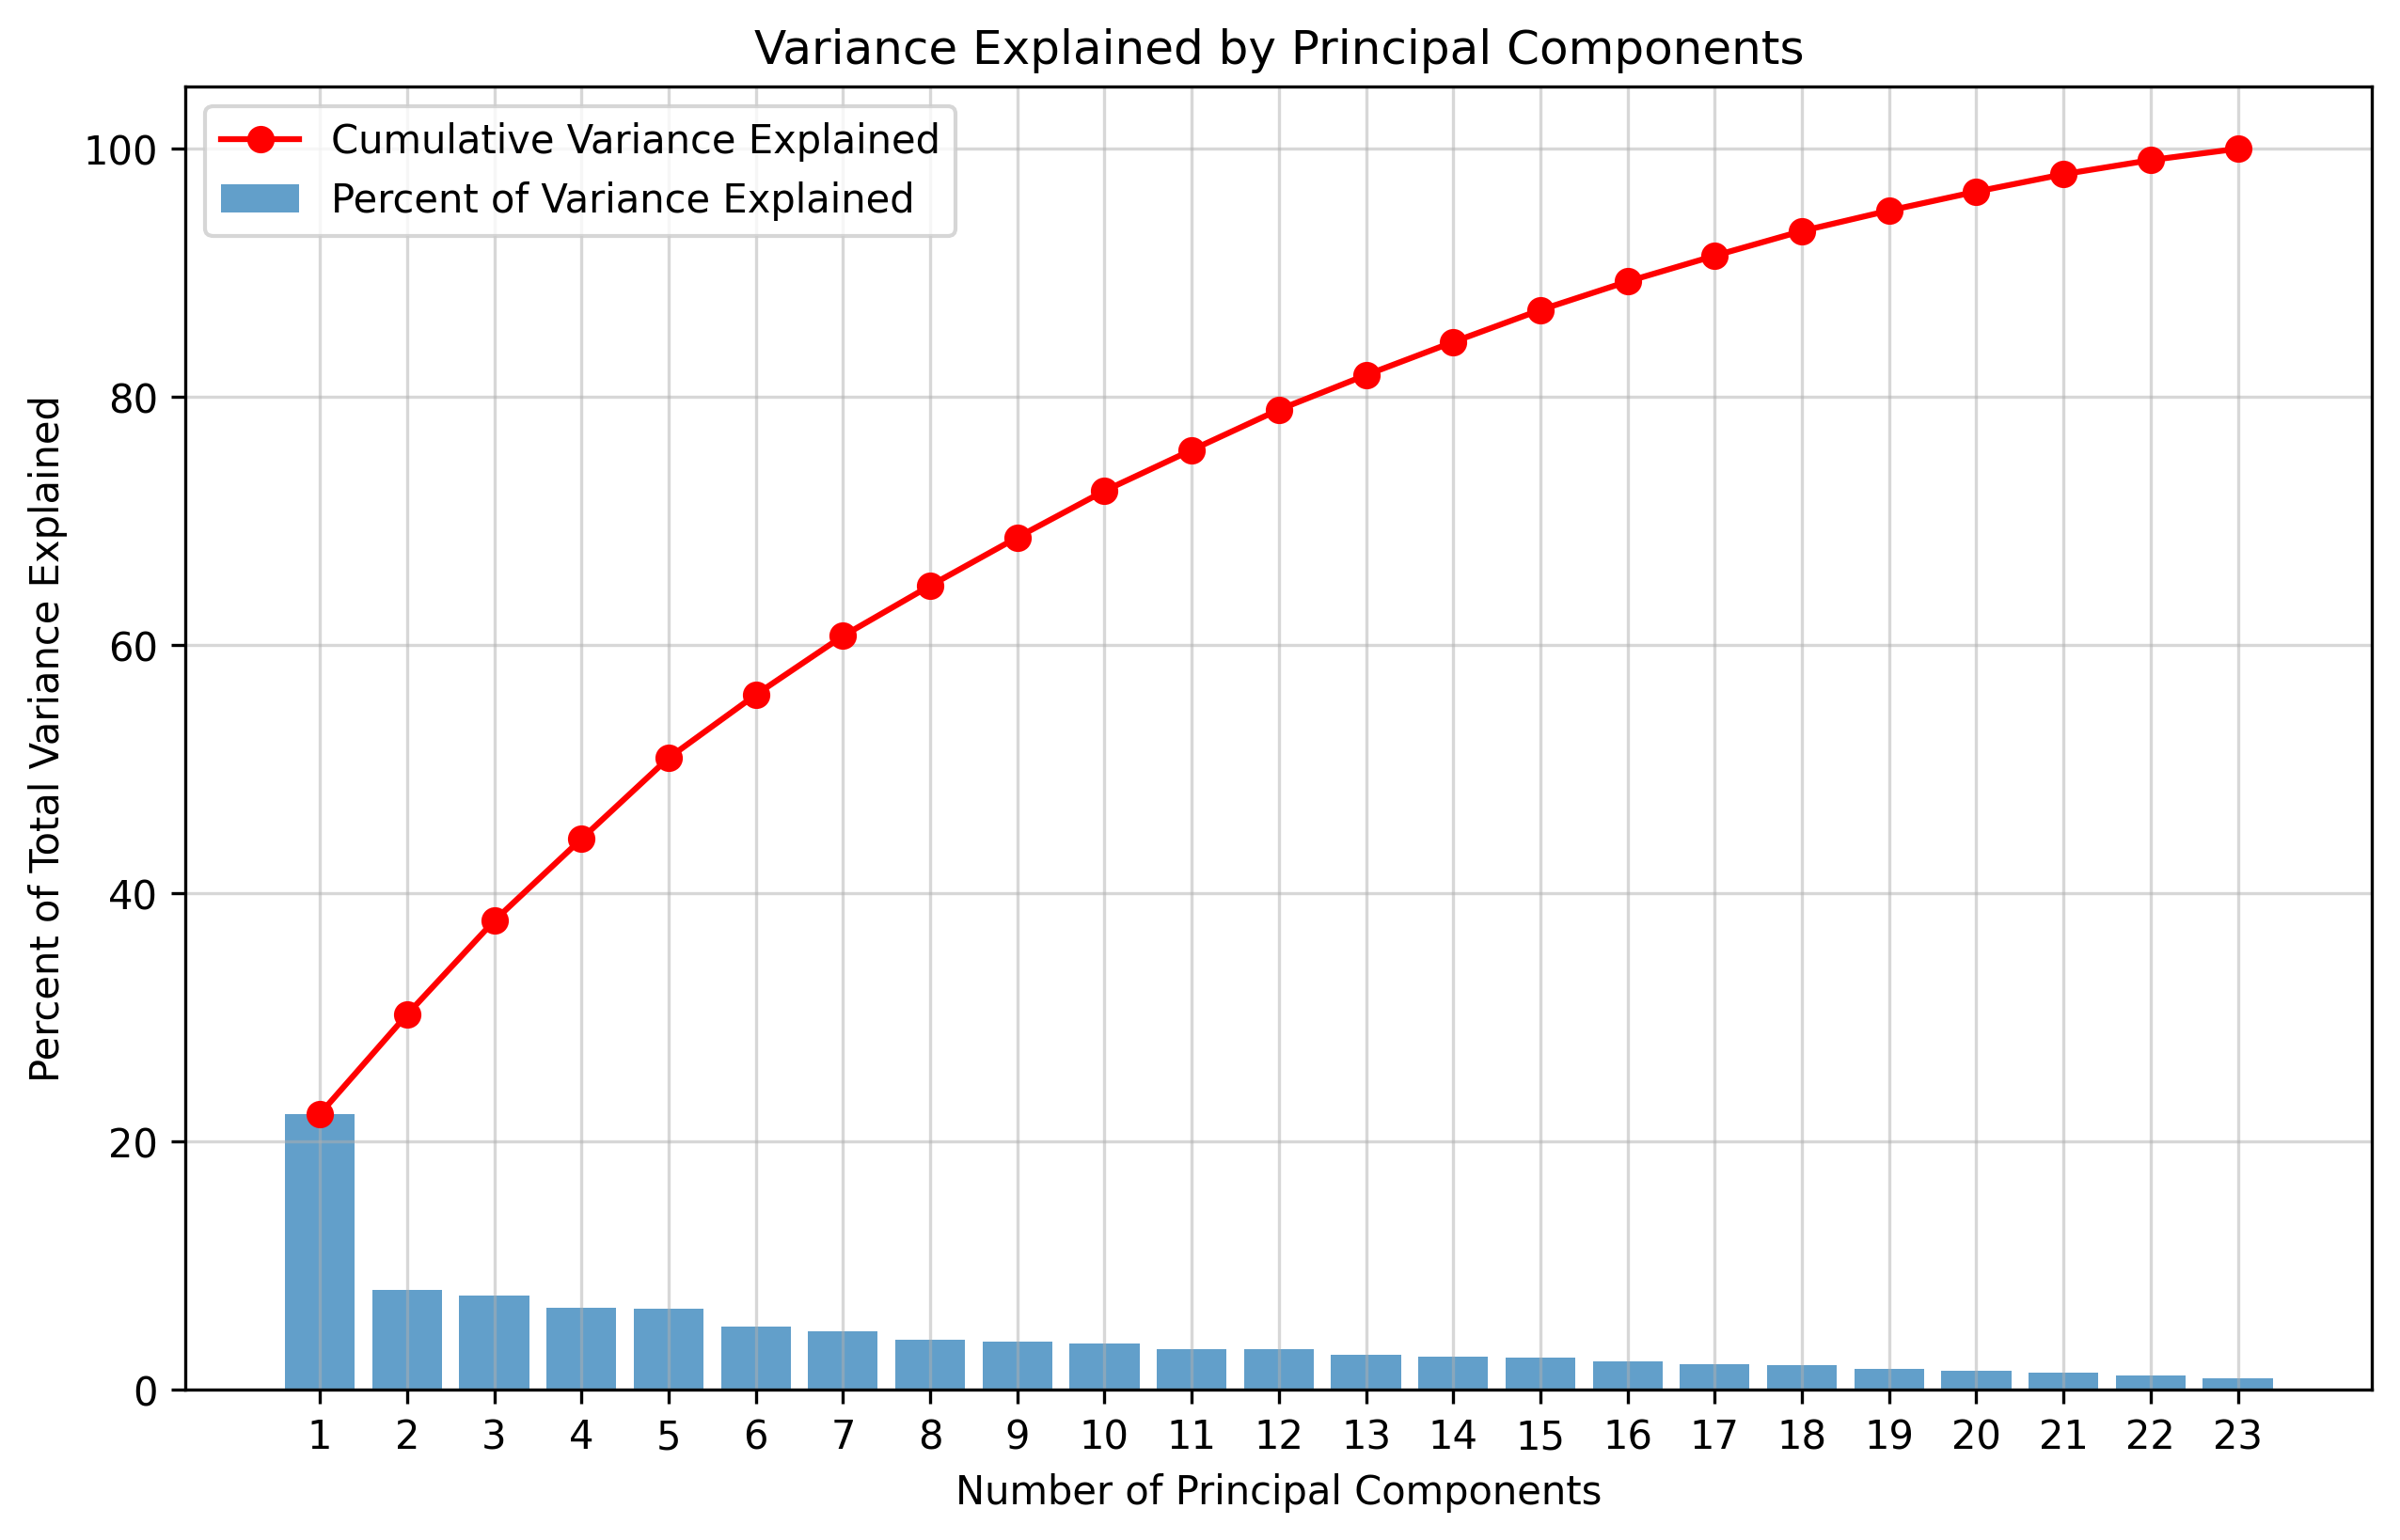 Variance Explained by Principal Components
Cumulative Variance Explained
Percent of Variance Explained
Percent of Total Variance Explained
100
80
60
40
20
0
1 2 3 4 5 6 7 8 9 10 11 12 13 14 15 16 17 18 19 20 21 22 23
Number of Principal Components